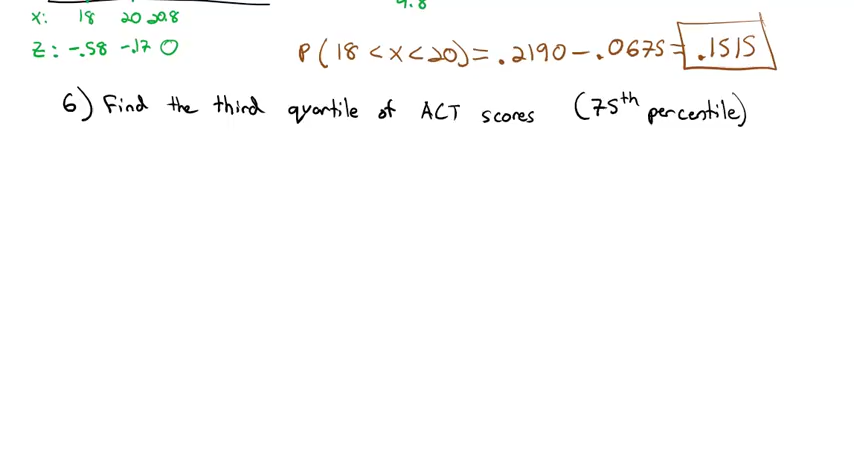 4.8
X: 18 20 20.8
Z: -.58 -.17 0
P(18 < X < 20) = .2190 - .0675 = .1515
6) Find the third quartile of ACT scores (75th percentile)